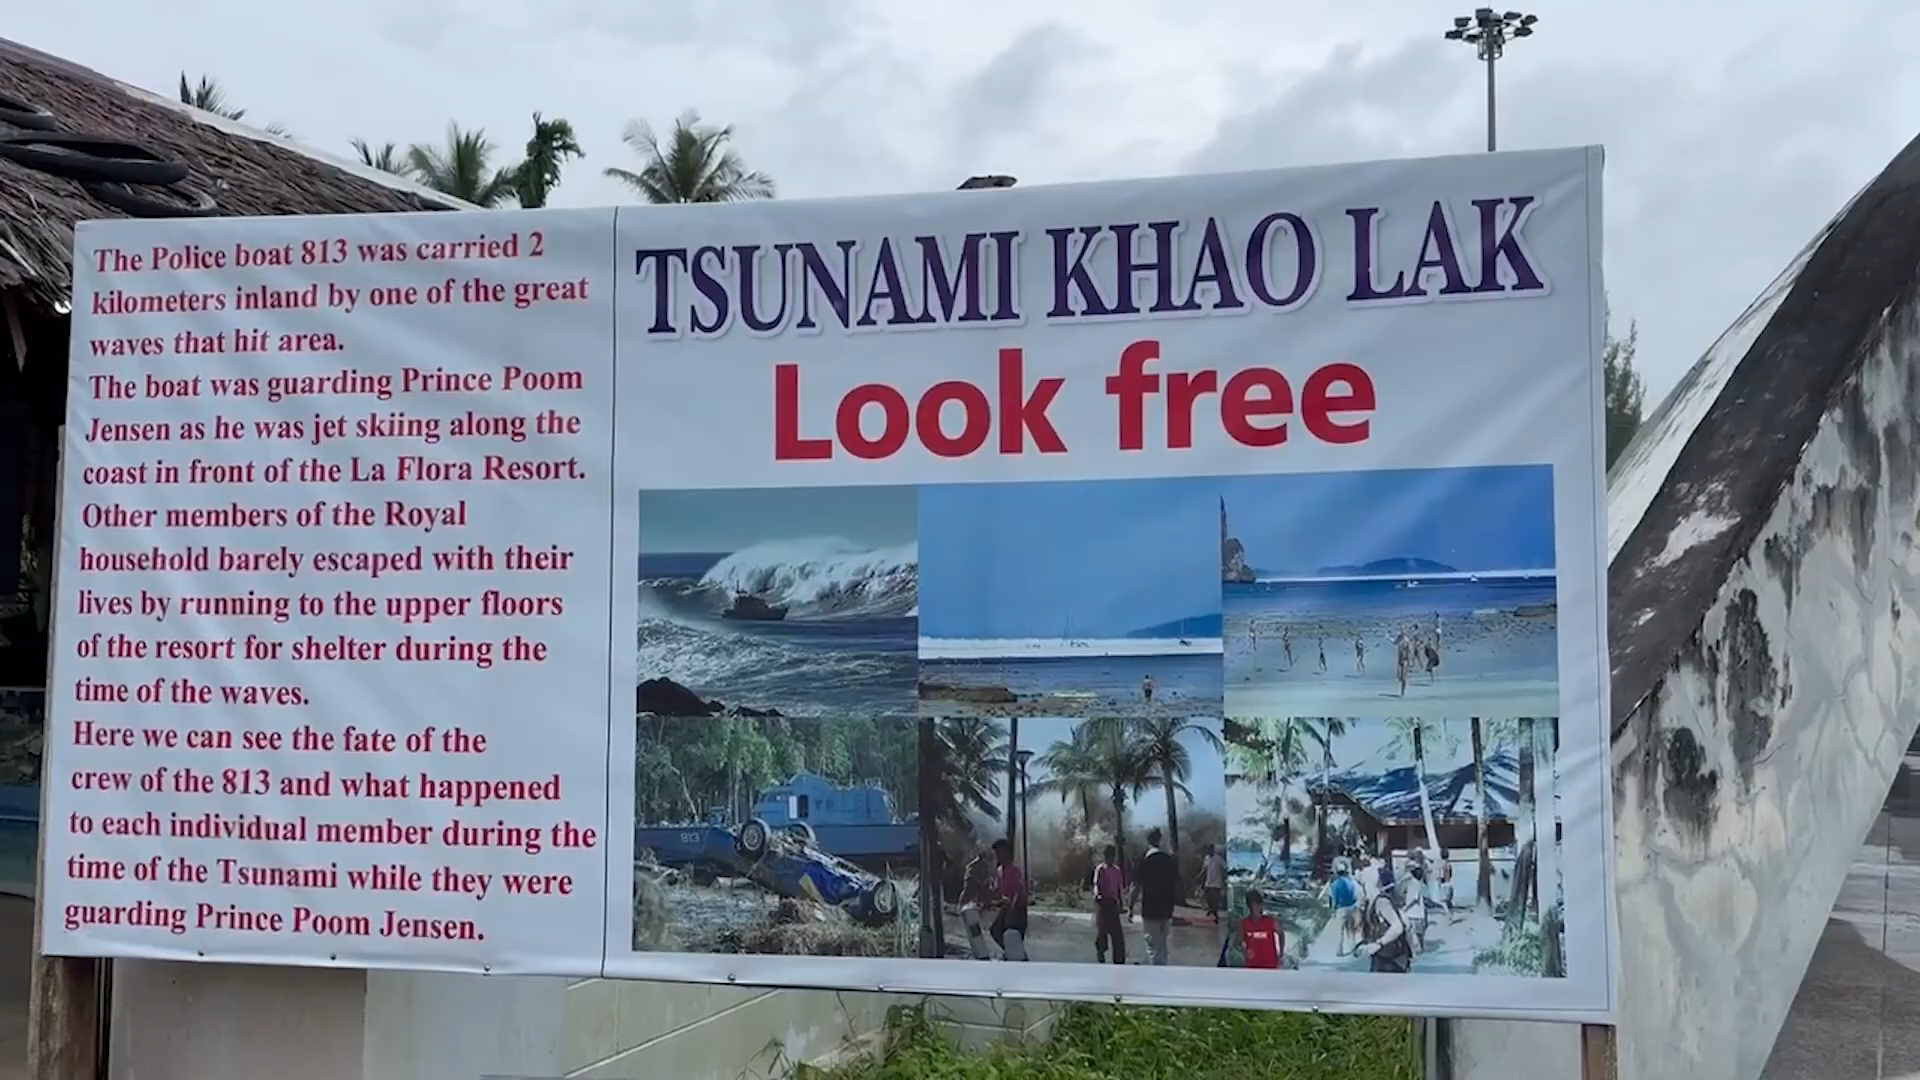 The Police boat 813 was carried 2
kilometers inland by one of the great
waves that hit area.
The boat was guarding Prince Poom
Jensen as he was jet skiing along the
coast in front of the La Flora Resort.
Other members of the Royal
household barely escaped with their
lives by running to the upper floors
of the resort for shelter during the
time of the waves.
Here we can see the fate of the
crew of the 813 and what happened
to each individual member during the
time of the Tsunami while they were
guarding Prince Poom Jensen.
TSUNAMI KHAO LAK
Look free
813